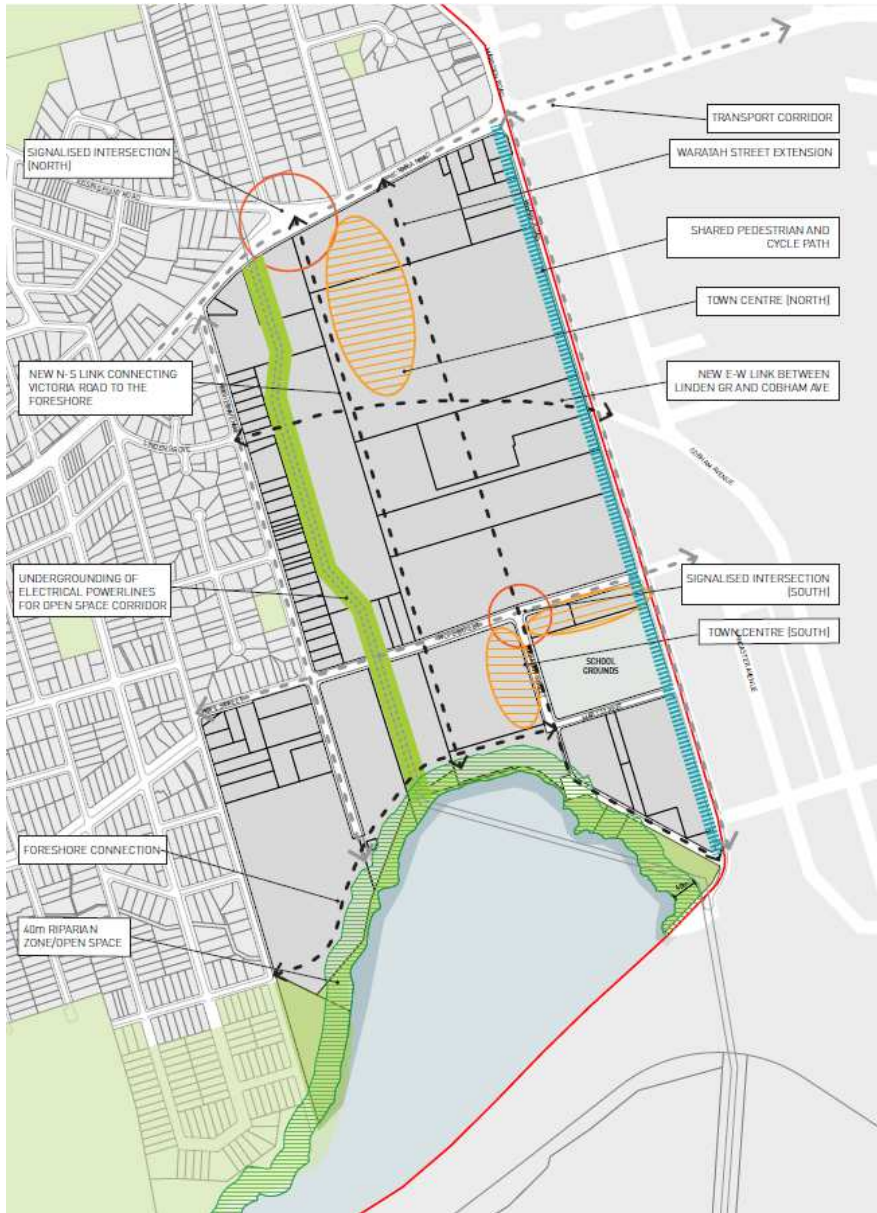 TRANSPORT CORRIDOR
SIGNALISED INTERSECTION
(NORTH)
WARATAH STREET EXTENSION
SHARED PEDESTRIAN AND
CYCLE PATH
TOWN CENTRE (NORTH)
NEW N-S LINK CONNECTING
VICTORIA ROAD TO THE
FORESHORE
NEW E-W LINK BETWEEN
LINDEN GR AND COBHAM AVE
COBHAM AVENUE
UNDERGROUNDING OF
ELECTRICAL POWERLINES
FOR OPEN SPACE CORRIDOR
SIGNALISED INTERSECTION
(SOUTH)
TOWN CENTRE (SOUTH)
SCHOOL
GROUNDS
FORESHORE CONNECTION
40m
40m RIPARIAN
ZONE/OPEN SPACE